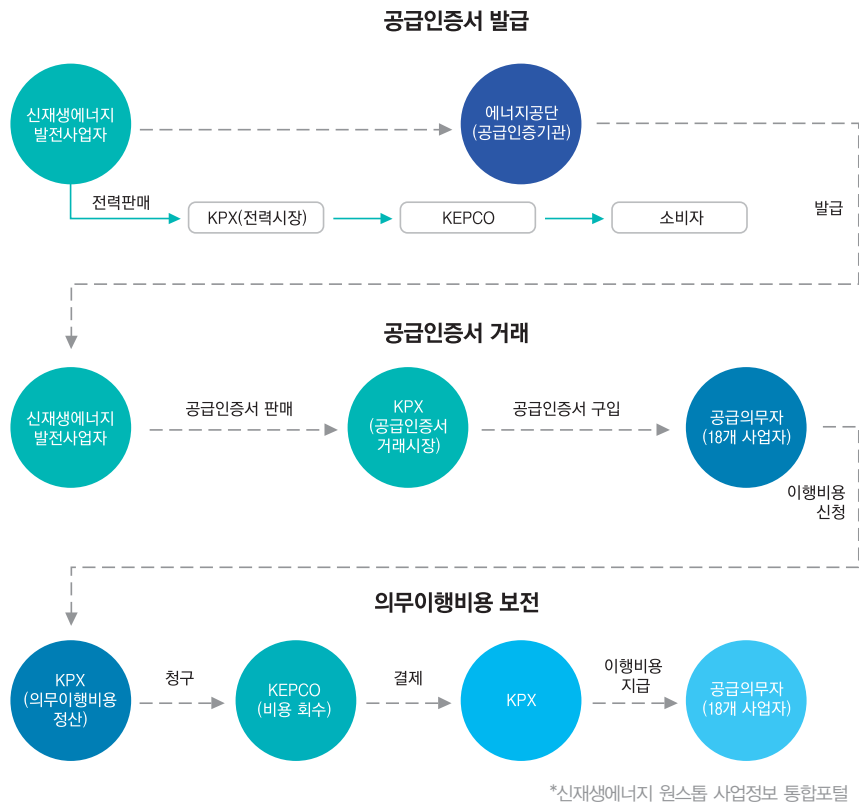 공급인증서 발급
신재생에너지
발전사업자
에너지공단
(공급인증기관)
전력판매
KPX(전력시장)
KEPCO
소비자
발급
공급인증서 거래
신재생에너지
발전사업자
공급인증서 판매
KPX
(공급인증서
거래시장)
공급인증서 구입
공급의무자
(18개 사업자)
이행비용
신청
의무이행비용 보전
KPX
(의무이행비용
정산)
청구
KEPCO
(비용 회수)
결제
KPX
이행비용
지급
공급의무자
(18개 사업자)
*신재생에너지 원스톱 사업정보 통합포털